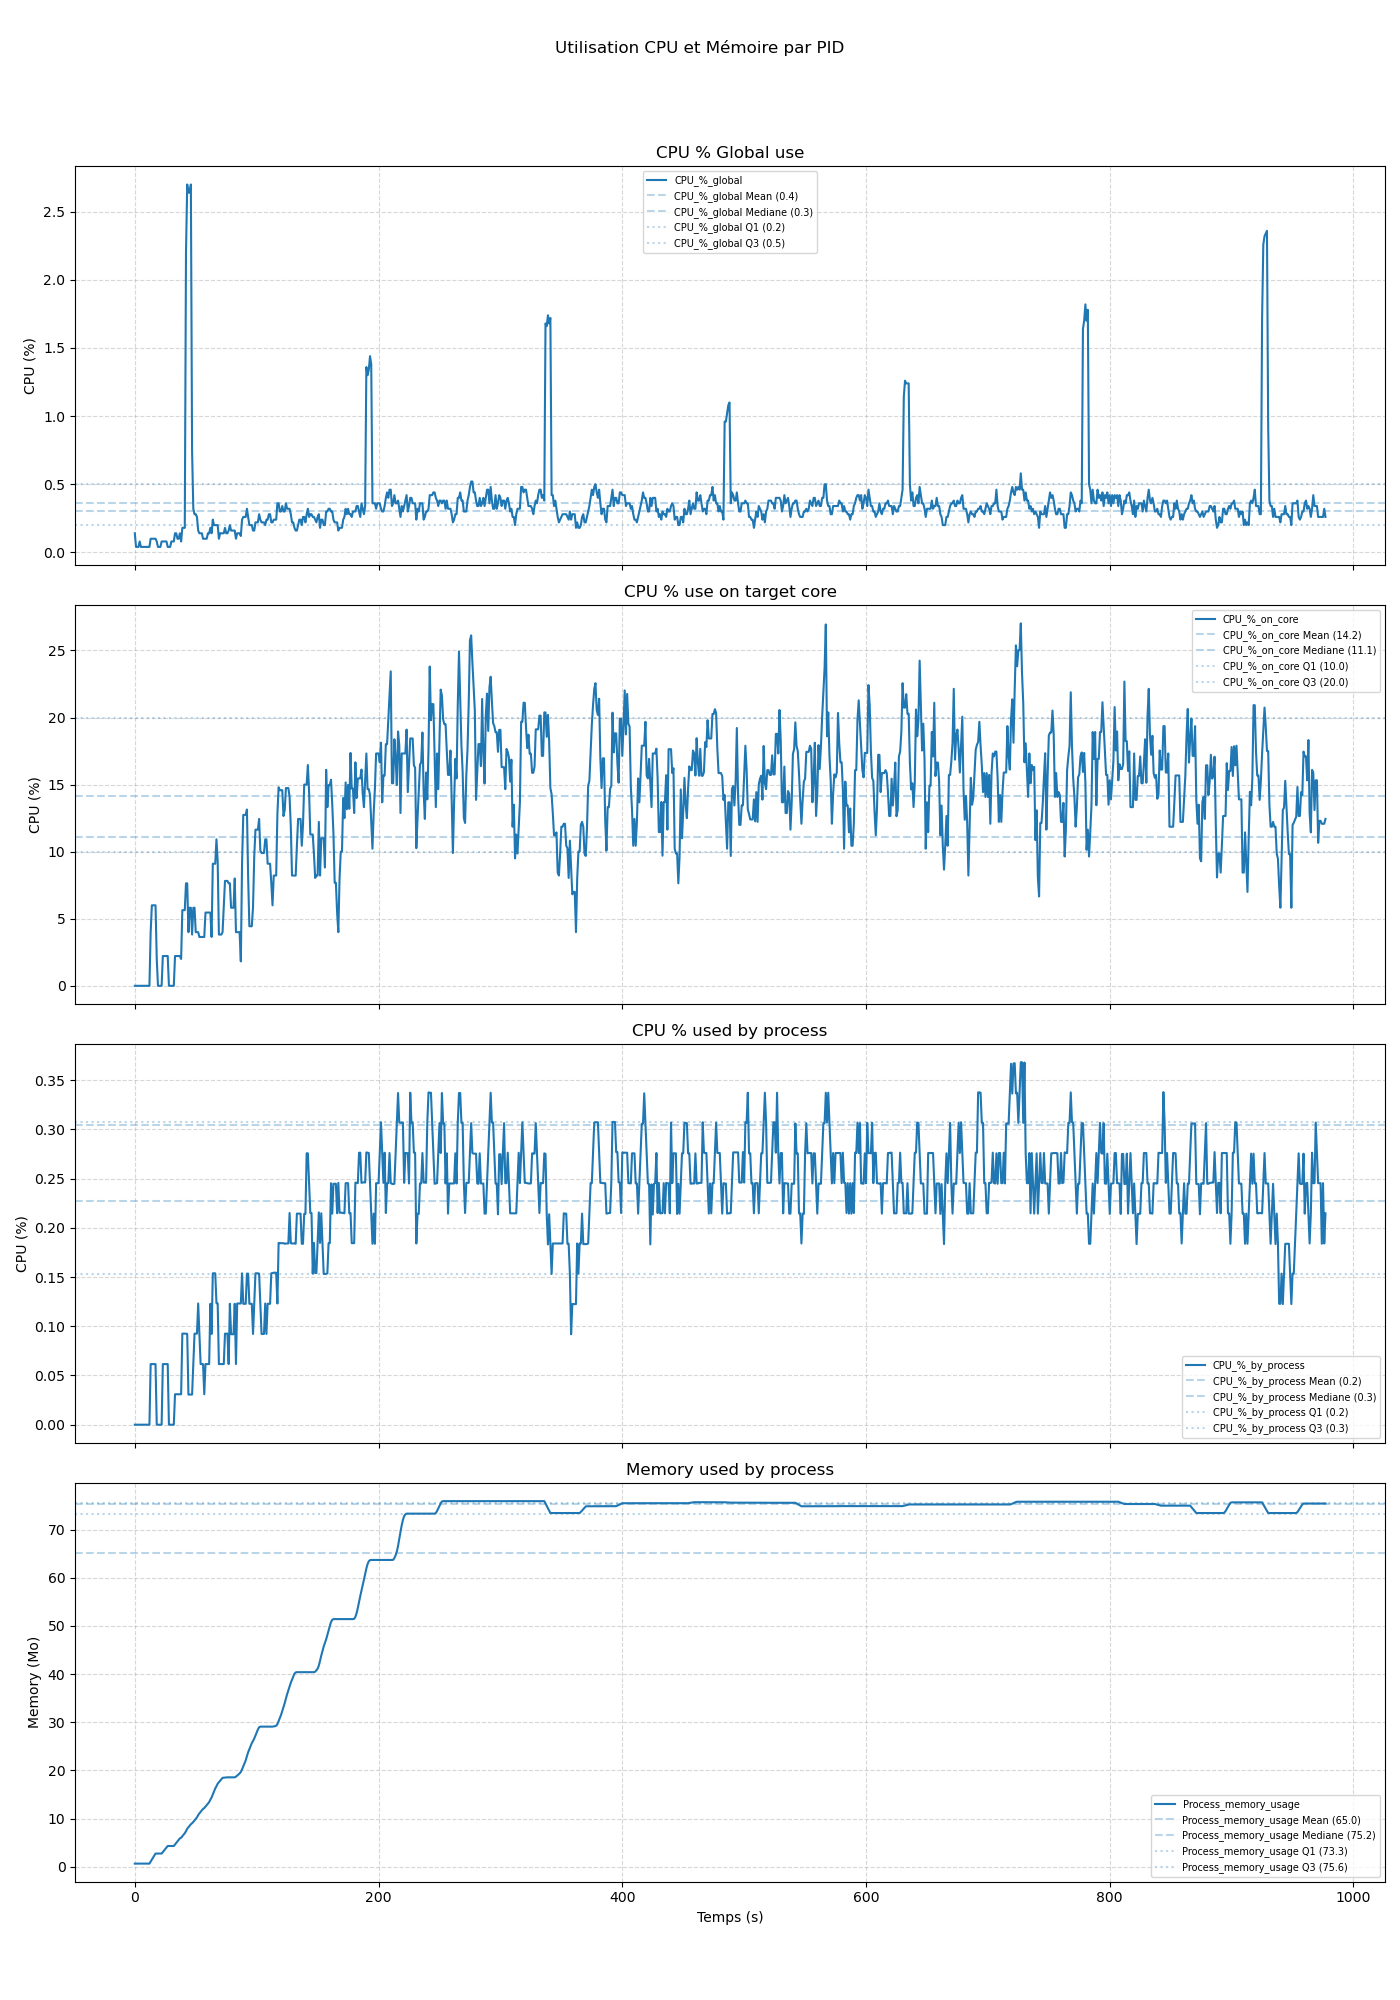 Utilisation CPU et Mémoire par PID
CPU % Global use
CPU_%_global
CPU_%_global Mean (0.4)
CPU_%_global Mediane (0.3)
CPU_%_global Q1 (0.2)
CPU_%_global Q3 (0.5)
2.5
2.0
1.5
1.0
0.5
0.0
CPU (%)
CPU % use on target core
CPU_%_on_core
CPU_%_on_core Mean (14.2)
CPU_%_on_core Mediane (11.1)
CPU_%_on_core Q1 (10.0)
CPU_%_on_core Q3 (20.0)
25
20
15
10
5
0
CPU (%)
CPU % used by process
0.35
0.30
0.25
0.20
0.15
0.10
0.05
0.00
CPU (%)
CPU_%_by_process
CPU_%_by_process Mean (0.2)
CPU_%_by_process Mediane (0.3)
CPU_%_by_process Q1 (0.2)
CPU_%_by_process Q3 (0.3)
Memory used by process
70
60
50
40
30
20
10
0
Memory (Mo)
Process_memory_usage
Process_memory_usage Mean (65.0)
Process_memory_usage Mediane (75.2)
Process_memory_usage Q1 (73.3)
Process_memory_usage Q3 (75.6)
0 200 400 600 800 1000
Temps (s)